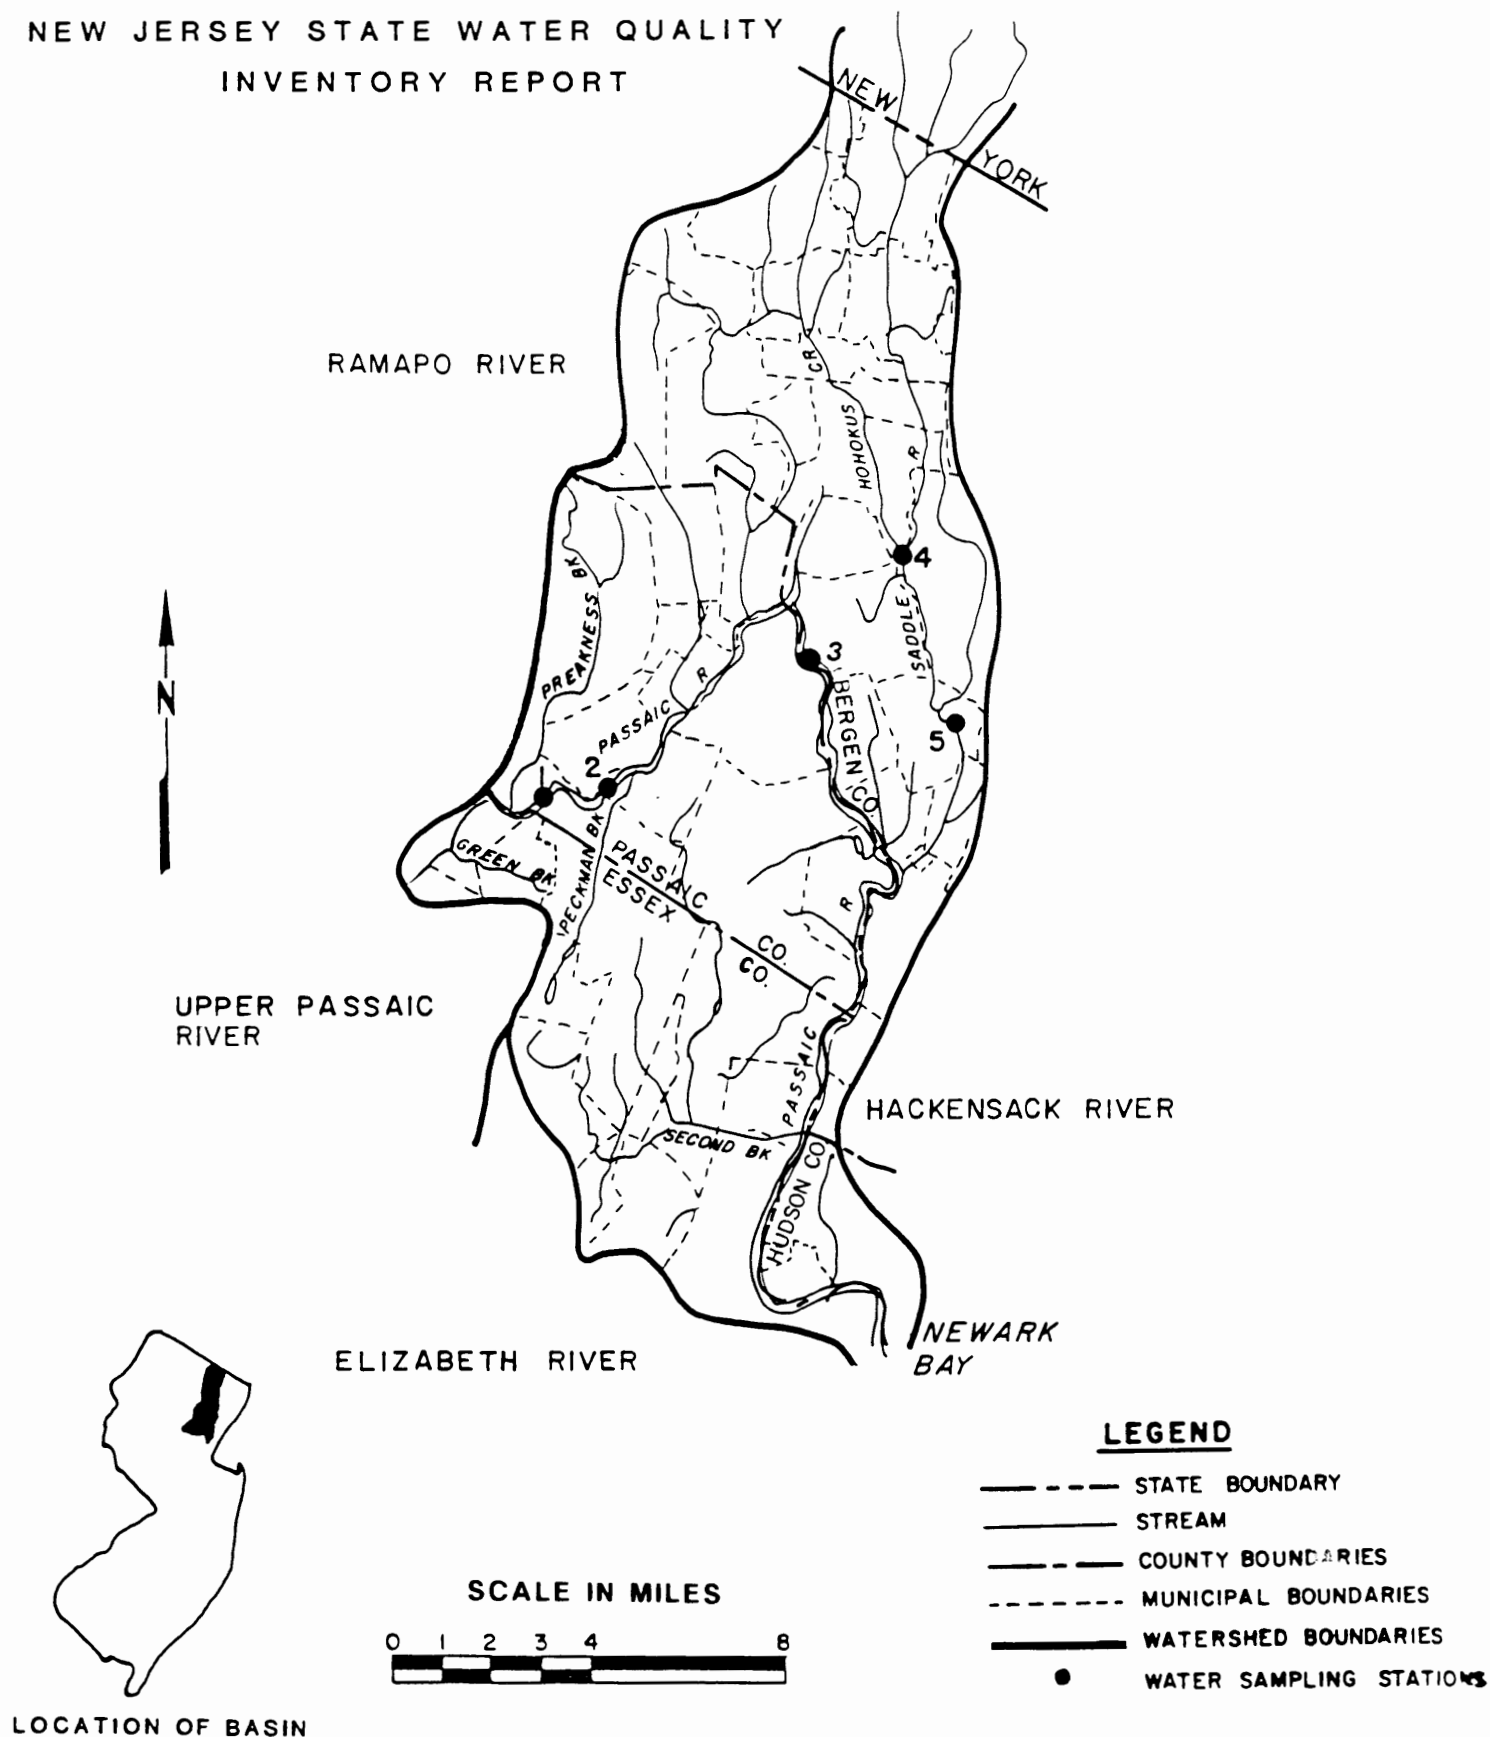 NEW JERSEY STATE WATER QUALITY
INVENTORY REPORT
NEW
YORK
RAMAPO RIVER
CR
HOHOKUS
R
4
PREAKNESS BK
SADDLE
3
N
R
PASSAIC
BERGEN CO.
5
2
GREEN BK
PECKMAN BK
PASSAIC
ESSEX
R
CO.
CO.
UPPER PASSAIC
RIVER
PASSAIC
HACKENSACK RIVER
SECOND BK
HUDSON CO
NEWARK
BAY
ELIZABETH RIVER
LEGEND
STATE BOUNDARY
STREAM
COUNTY BOUNDARIES
MUNICIPAL BOUNDARIES
WATERSHED BOUNDARIES
WATER SAMPLING STATIONS
SCALE IN MILES
0 1 2 3 4 8
LOCATION OF BASIN